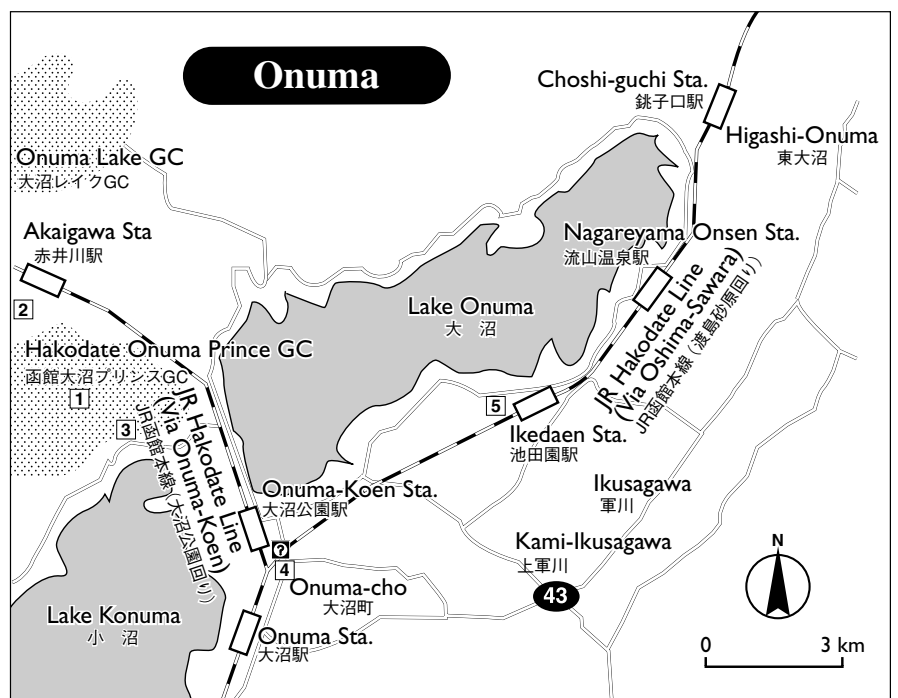 Onuma
Choshi-guchi Sta.
銚子口駅
Higashi-Onuma
東大沼
Onuma Lake GC
大沼レイクGC
Akaigawa Sta
赤井川駅
2
Nagareyama Onsen Sta.
流山温泉駅
Lake Onuma
大 沼
JR Hakodate Line
(Via Oshima-Sawara)
JR函館本線（渡島砂原回り）
Hakodate Onuma Prince GC
函館大沼プリンスGC
1
3
JR Hakodate Line
(Via Onuma-Koen)
JR函館本線（大沼公園回り）
5
Ikedaen Sta.
池田園駅
Onuma-Koen Sta.
大沼公園駅
Ikusagawa
軍川
Kami-Ikusagawa
上軍川
?
4
43
Onuma-cho
大沼町
Lake Konuma
小 沼
Onuma Sta.
大沼駅
N
0 3 km